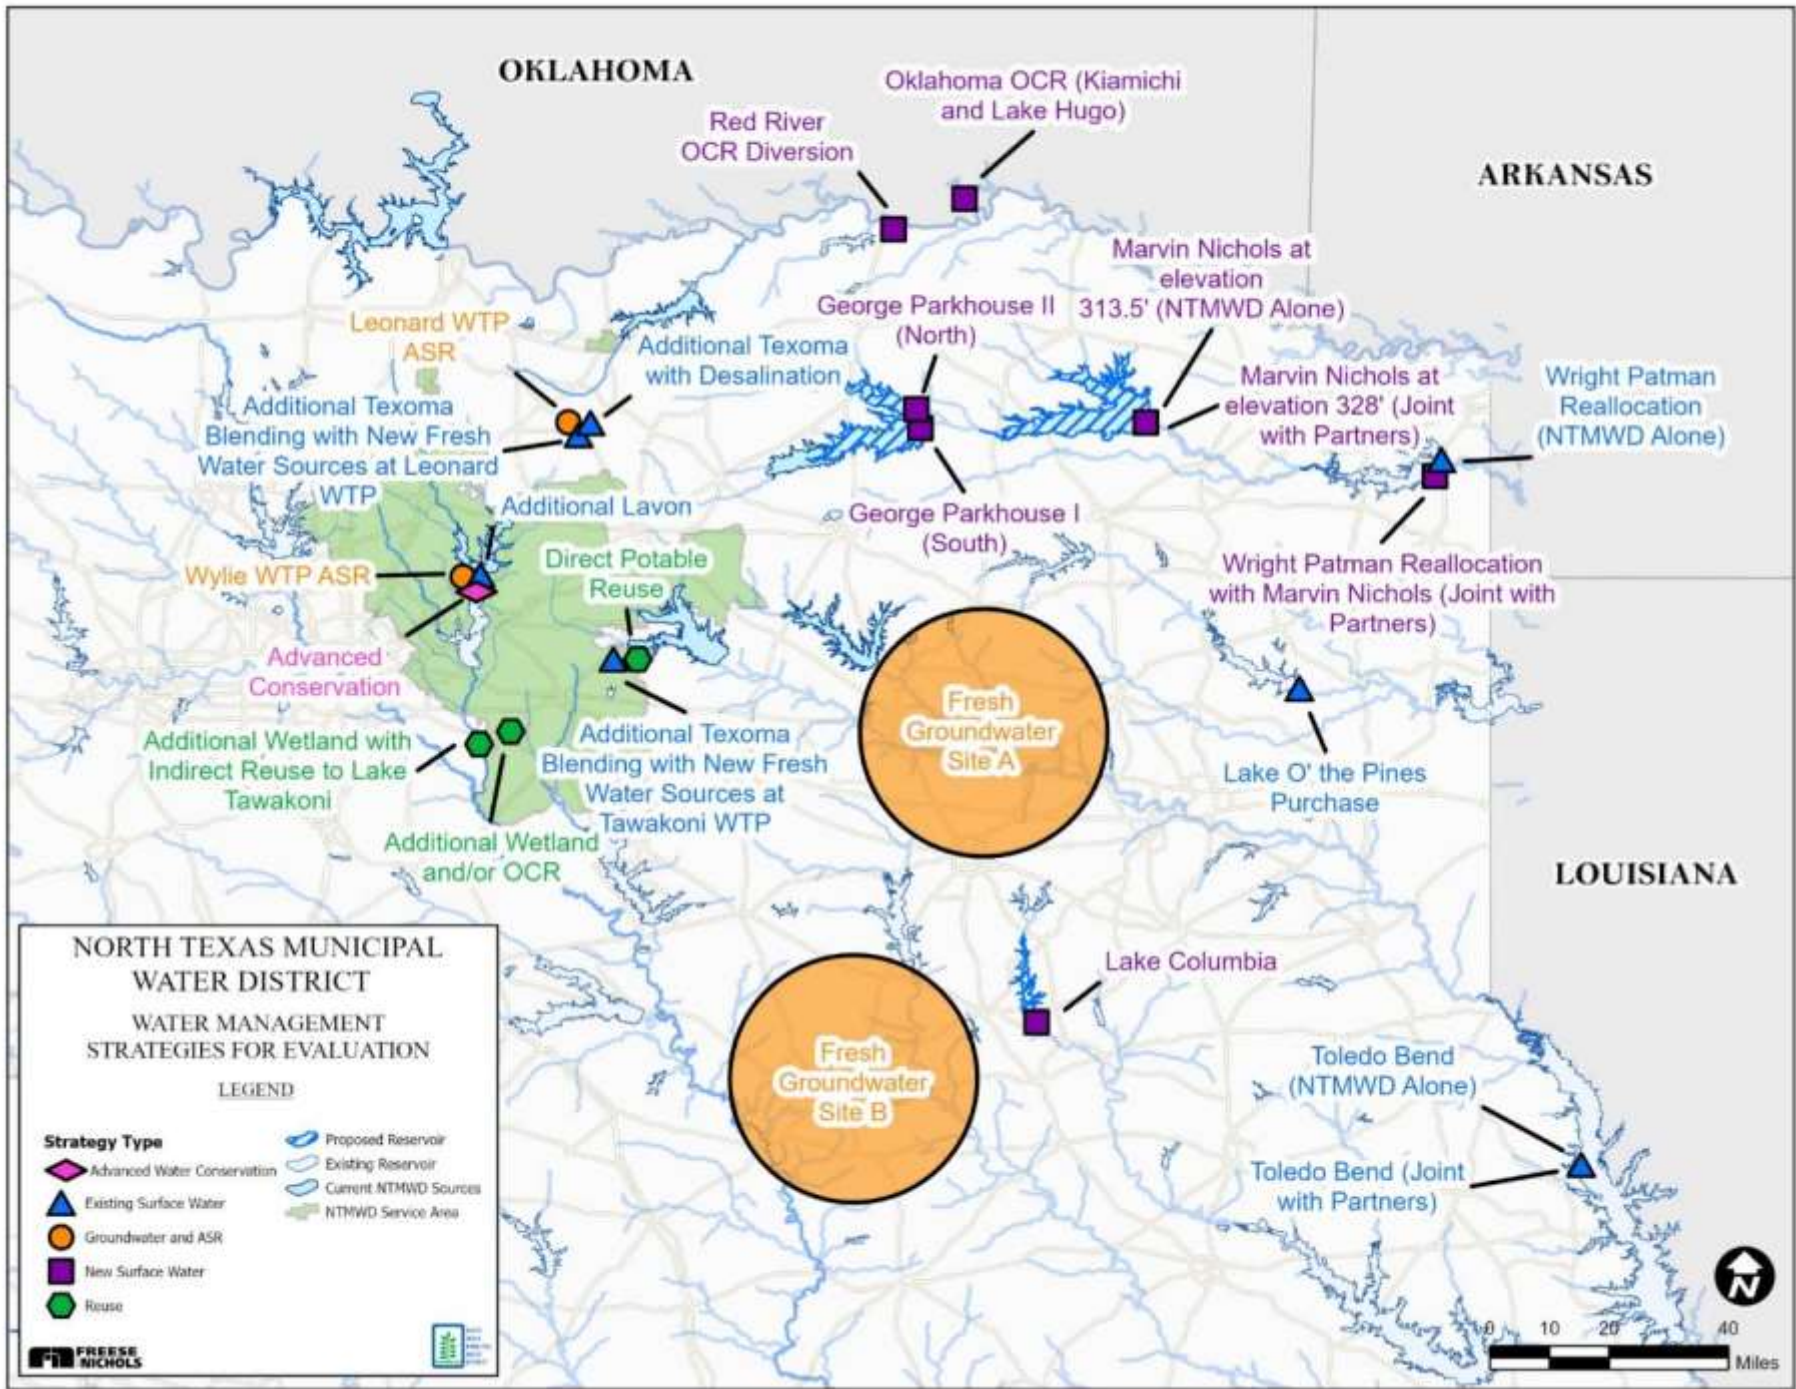 OKLAHOMA
Oklahoma OCR (Kiamichi
and Lake Hugo)
Red River
OCR Diversion
ARKANSAS
Marvin Nichols at
elevation
313.5' (NTMWD Alone)
George Parkhouse II
(North)
Leonard WTP
ASR
Additional Texoma
with Desalination
Marvin Nichols at
elevation 328' (Joint
with Partners)
Wright Patman
Reallocation
(NTMWD Alone)
Additional Texoma
Blending with New Fresh
Water Sources at Leonard
WTP
Additional Lavon
George Parkhouse I
(South)
Direct Potable
Reuse
Wylie WTP ASR
Wright Patman Reallocation
with Marvin Nichols (Joint with
Partners)
Advanced
Conservation
Fresh
Groundwater
Site A
Additional Wetland with
Indirect Reuse to Lake
Tawakoni
Additional Texoma
Blending with New Fresh
Water Sources at
Tawakoni WTP
Lake O' the Pines
Purchase
Additional Wetland
and/or OCR
LOUISIANA
Lake Columbia
Fresh
Groundwater
Site B
Toledo Bend
(NTMWD Alone)
Toledo Bend (Joint
with Partners)
NORTH TEXAS MUNICIPAL
WATER DISTRICT
WATER MANAGEMENT
STRATEGIES FOR EVALUATION
LEGEND
Strategy Type
Advanced Water Conservation
Existing Surface Water
Groundwater and ASR
New Surface Water
Reuse
Proposed Reservoir
Existing Reservoir
Current NTMWD Sources
NTMWD Service Area
FREESE
NICHOLS
N
0 10 20 40
Miles